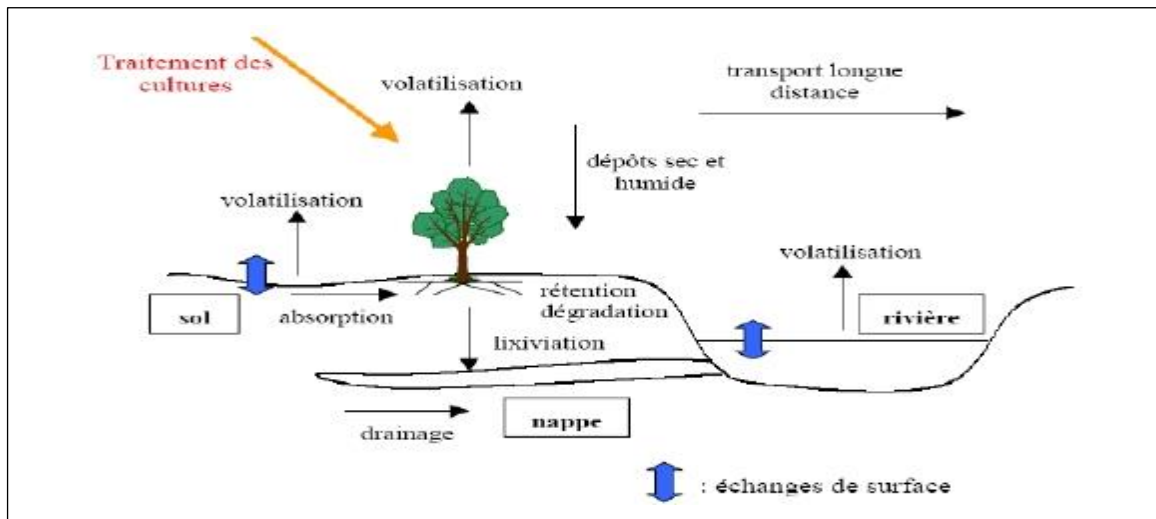 Traitement des
cultures
volatilisation
transport longue
distance
dépôts sec et
humide
volatilisation
volatilisation
sol
absorption
rétention
dégradation
rivière
lixiviation
nappe
drainage
: échanges de surface